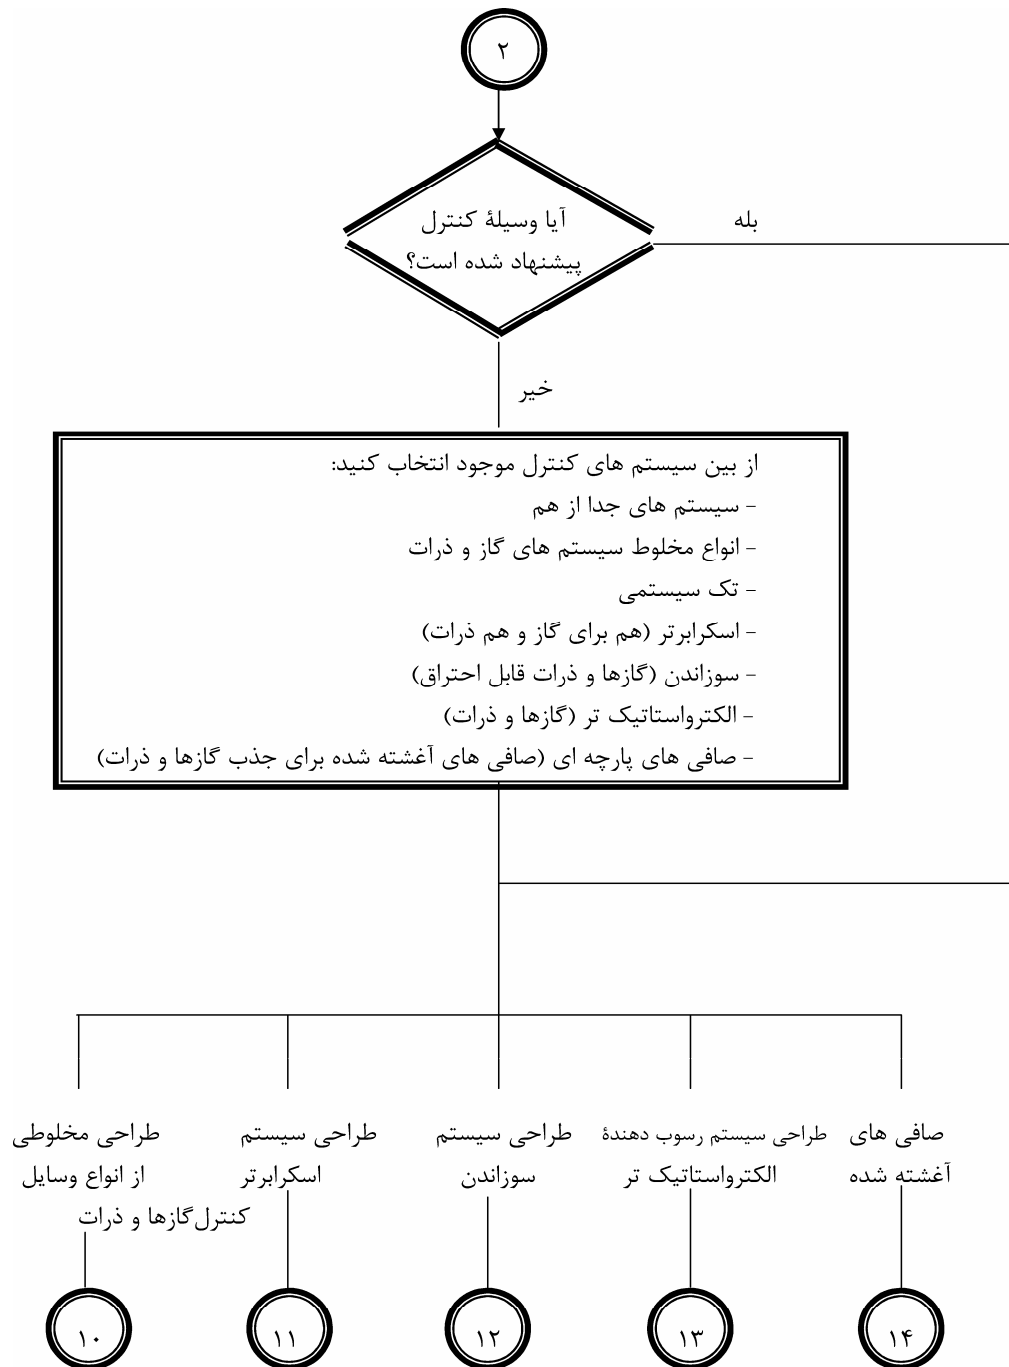 ۲
آیا وسیلۀ کنترل
پیشنهاد شده است؟
بله
خیر
از بین سیستم های کنترل موجود انتخاب کنید:
- سیستم های جدا از هم
- انواع مخلوط سیستم های گاز و ذرات
- تک سیستمی
- اسکرابرتر (هم برای گاز و هم ذرات)
- سوزاندن (گازها و ذرات قابل احتراق)
- الکترواستاتیک تر (گازها و ذرات)
- صافی های پارچه ای (صافی های آغشته شده برای جذب گازها و ذرات)
صافی های
آغشته شده
طراحی سیستم رسوب دهندۀ
الکترواستاتیک تر
طراحی سیستم
سوزاندن
طراحی سیستم
اسکرابرتر
طراحی مخلوطی
از انواع وسایل
کنترل گازها و ذرات
۱۴
۱۳
۱۲
۱۱
۱۰